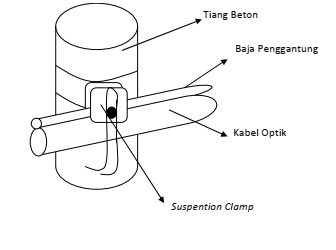 Tiang Beton
Baja Penggantung
Kabel Optik
Suspention Clamp